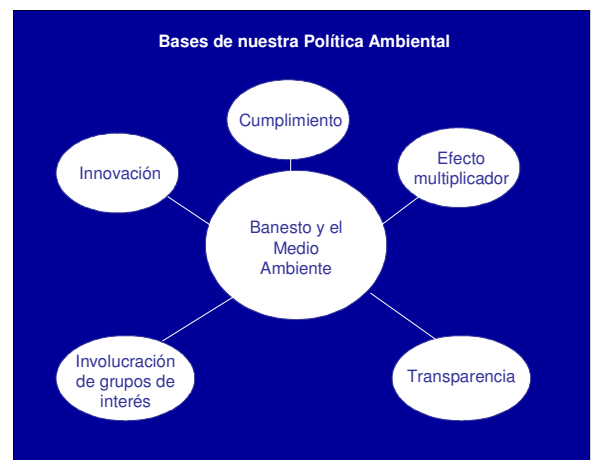 Bases de nuestra Política Ambiental
Cumplimiento
Innovación
Efecto
multiplicador
Banesto y el
Medio
Ambiente
Involucración
de grupos de
interés
Transparencia